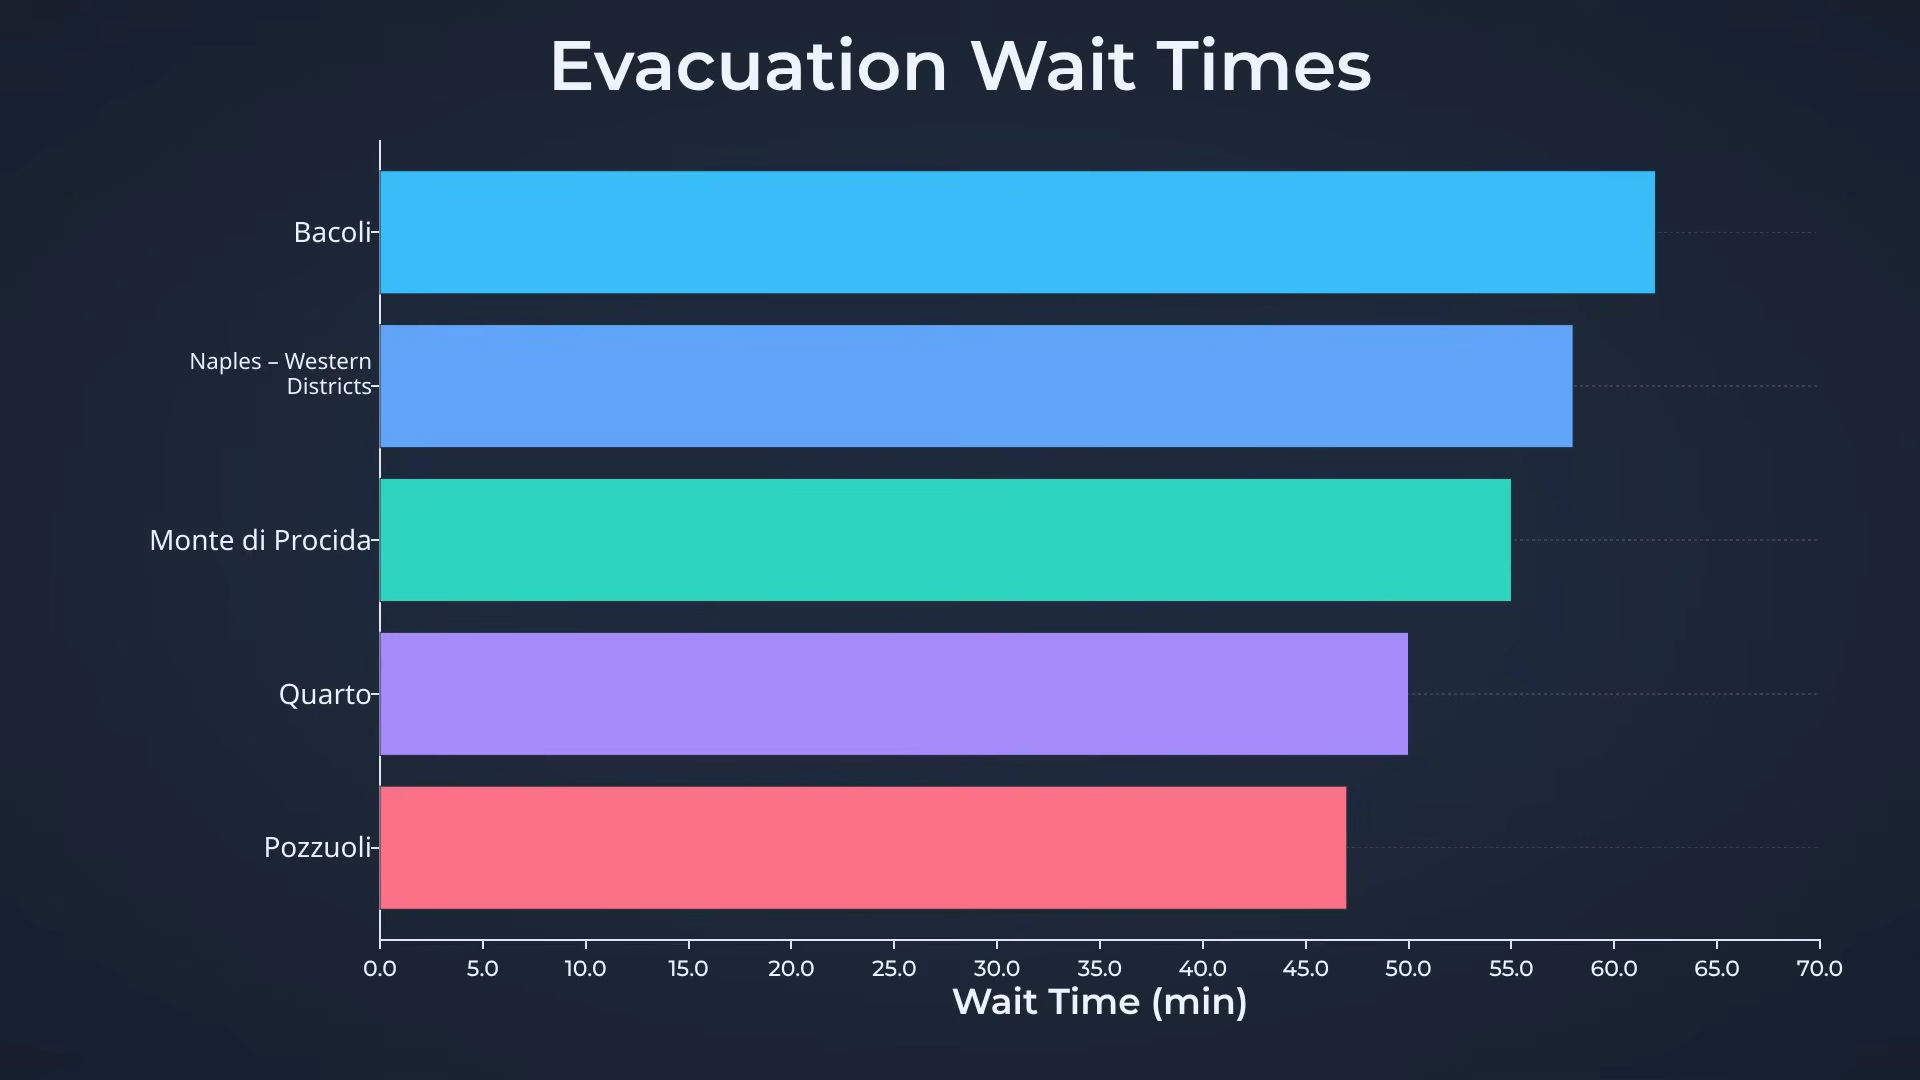 Evacuation Wait Times
Bacoli
Naples – Western
Districts
Monte di Procida
Quarto
Pozzuoli
0.0 5.0 10.0 15.0 20.0 25.0 30.0 35.0 40.0 45.0 50.0 55.0 60.0 65.0 70.0
Wait Time (min)